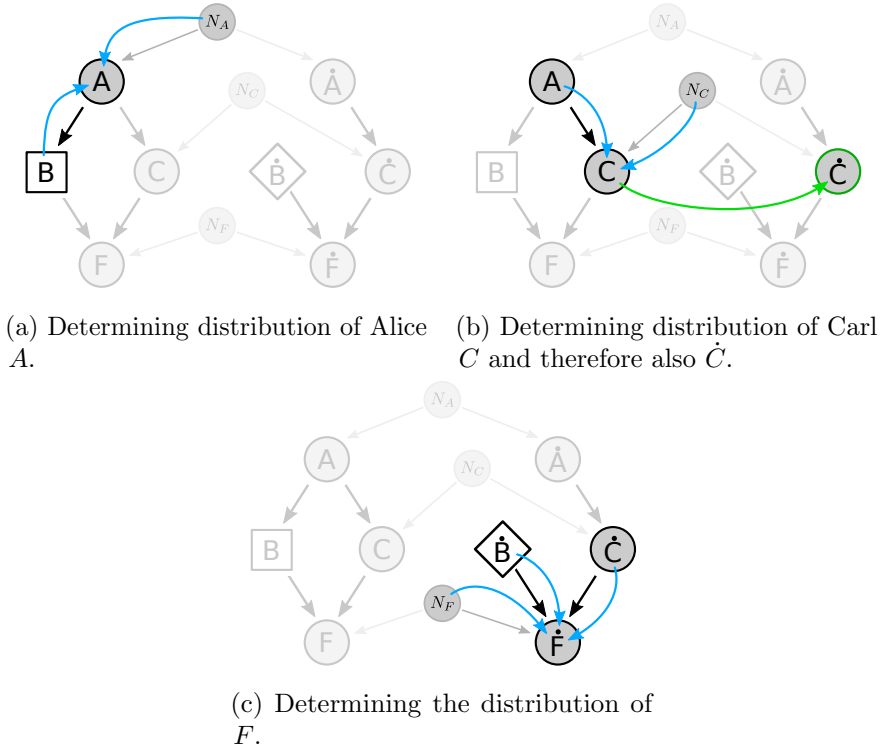 N_A
A Ȧ
N_C
B C Ḃ Ċ
N_F
F Ḟ
N_A
A Ȧ
N_C
B C Ḃ Ċ
N_F
F Ḟ
(a) Determining distribution of Alice
A.
(b) Determining distribution of Carl
C and therefore also Ċ.
N_A
A Ȧ
N_C
B C Ḃ Ċ
N_F
F Ḟ
(c) Determining the distribution of
F.